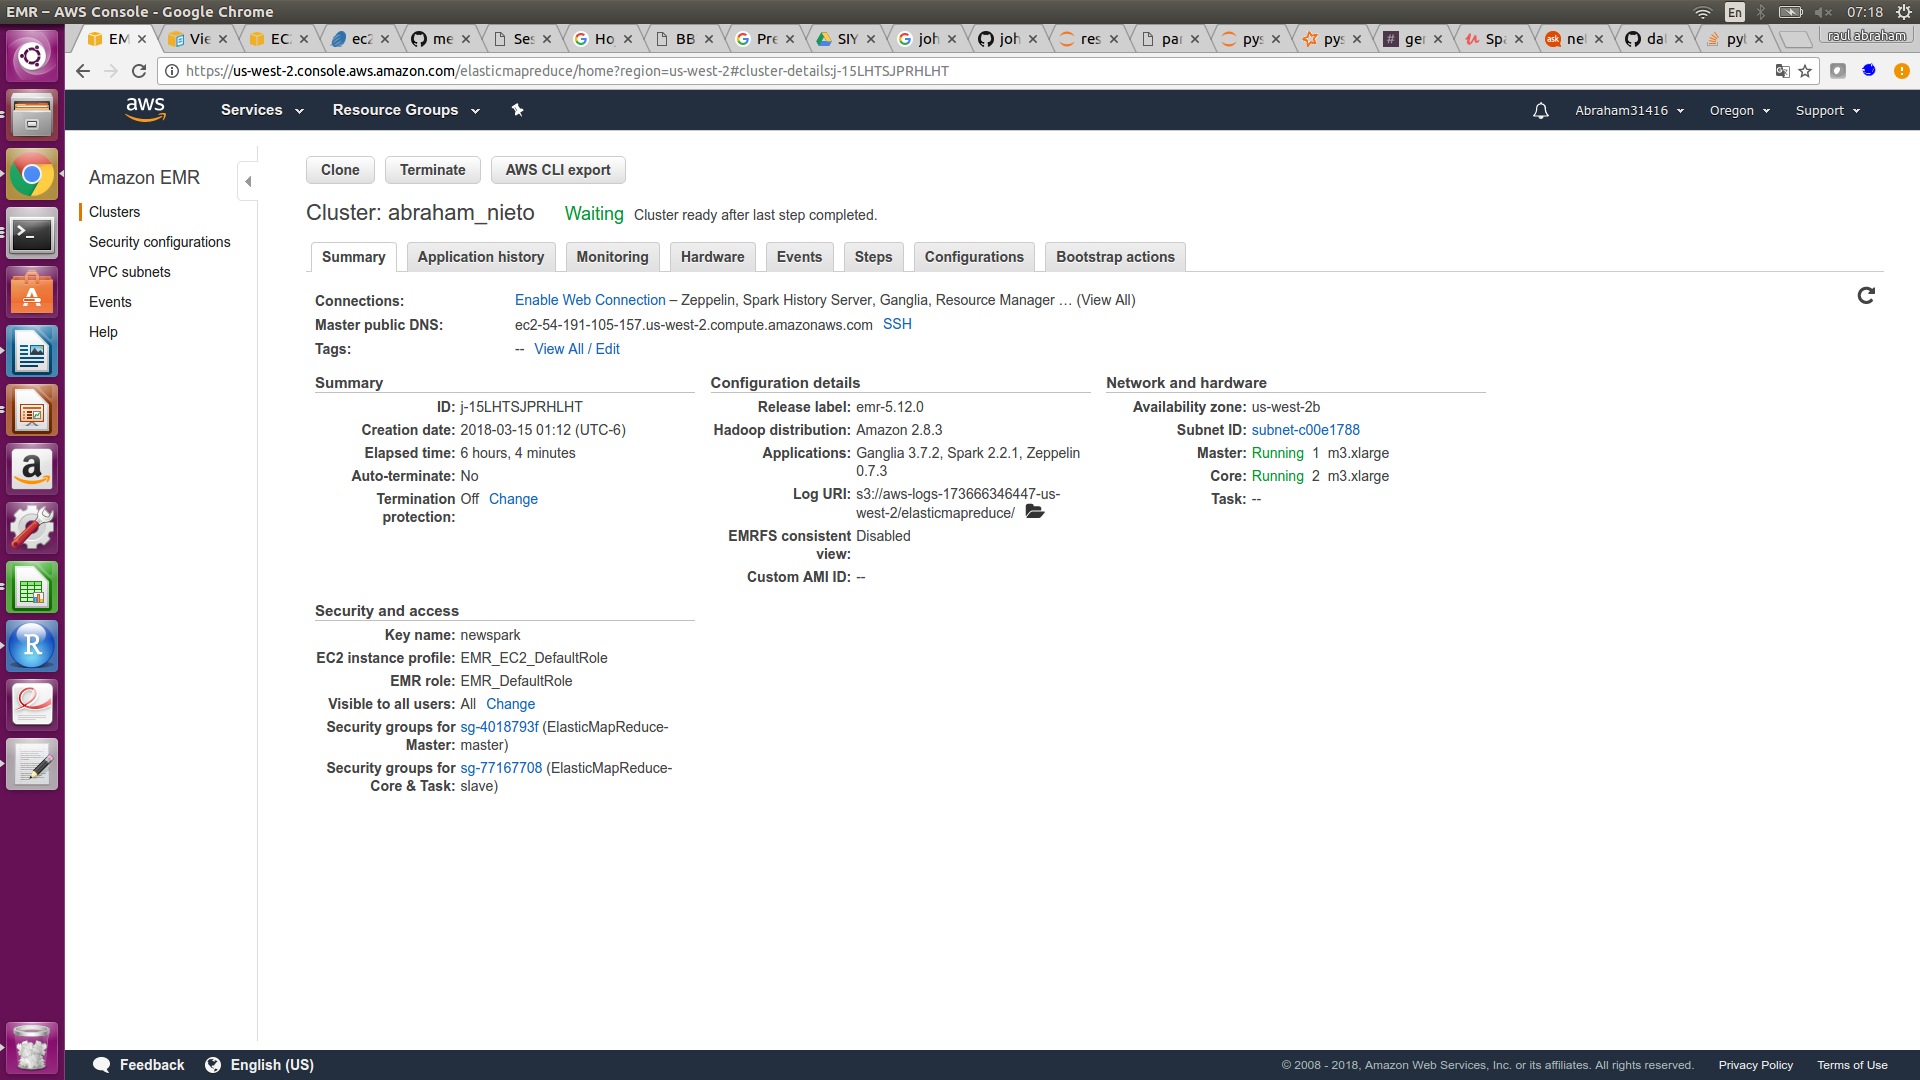 EMR – AWS Console - Google Chrome
En
07:18
EM
Vie
EC
ec2
me
Ses
Ho
BB
Pre
SIY
joh
joh
res
par
pys
pys
ger
Spa
ask
ne
da
pyt
raul abraham
https://us-west-2.console.aws.amazon.com/elasticmapreduce/home?region=us-west-2#cluster-details:j-15LHTSJPRHLHT
aws
Services
Resource Groups
Abraham31416
Oregon
Support
Amazon EMR
Clusters
Security configurations
VPC subnets
Events
Help
Clone
Terminate
AWS CLI export
Cluster: abraham_nieto
Waiting
Cluster ready after last step completed.
Summary
Application history
Monitoring
Hardware
Events
Steps
Configurations
Bootstrap actions
Connections: Enable Web Connection – Zeppelin, Spark History Server, Ganglia, Resource Manager … (View All)
Master public DNS: ec2-54-191-105-157.us-west-2.compute.amazonaws.com SSH
Tags: -- View All / Edit
Summary
ID: j-15LHTSJPRHLHT
Creation date: 2018-03-15 01:12 (UTC-6)
Elapsed time: 6 hours, 4 minutes
Auto-terminate: No
Termination Off Change
protection:
Configuration details
Release label: emr-5.12.0
Hadoop distribution: Amazon 2.8.3
Applications: Ganglia 3.7.2, Spark 2.2.1, Zeppelin
0.7.3
Log URI: s3://aws-logs-173666346447-us-
west-2/elasticmapreduce/
EMRFS consistent Disabled
view:
Custom AMI ID: --
Network and hardware
Availability zone: us-west-2b
Subnet ID: subnet-c00e1788
Master: Running 1 m3.xlarge
Core: Running 2 m3.xlarge
Task: --
Security and access
Key name: newspark
EC2 instance profile: EMR_EC2_DefaultRole
EMR role: EMR_DefaultRole
Visible to all users: All Change
Security groups for sg-4018793f (ElasticMapReduce-
Master: master)
Security groups for sg-77167708 (ElasticMapReduce-
Core & Task: slave)
Feedback
English (US)
© 2008 - 2018, Amazon Web Services, Inc. or its affiliates. All rights reserved.
Privacy Policy
Terms of Use